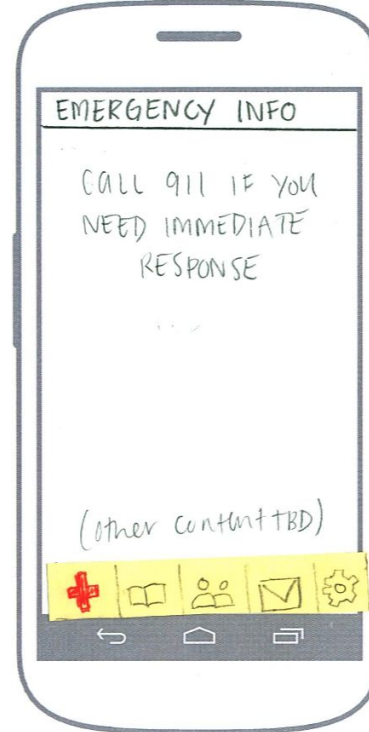 EMERGENCY INFO
CALL 911 IF YOU
NEED IMMEDIATE
RESPONSE
(other content TBD)